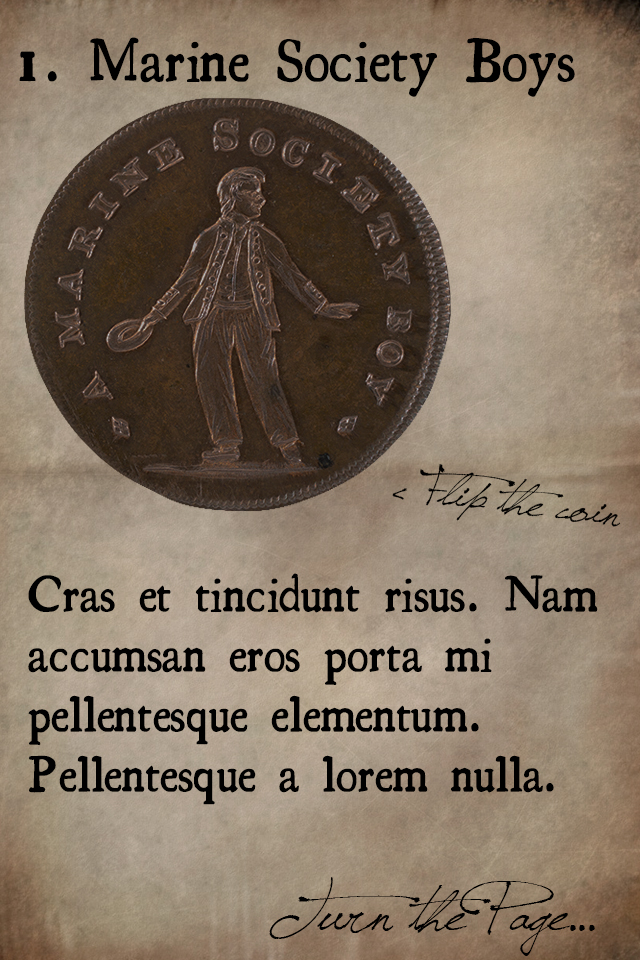 1. Marine Society Boys
A MARINE SOCIETY BOY
< Flip the coin
Cras et tincidunt risus. Nam
accumsan eros porta mi
pellentesque elementum.
Pellentesque a lorem nulla.
Turn the Page...